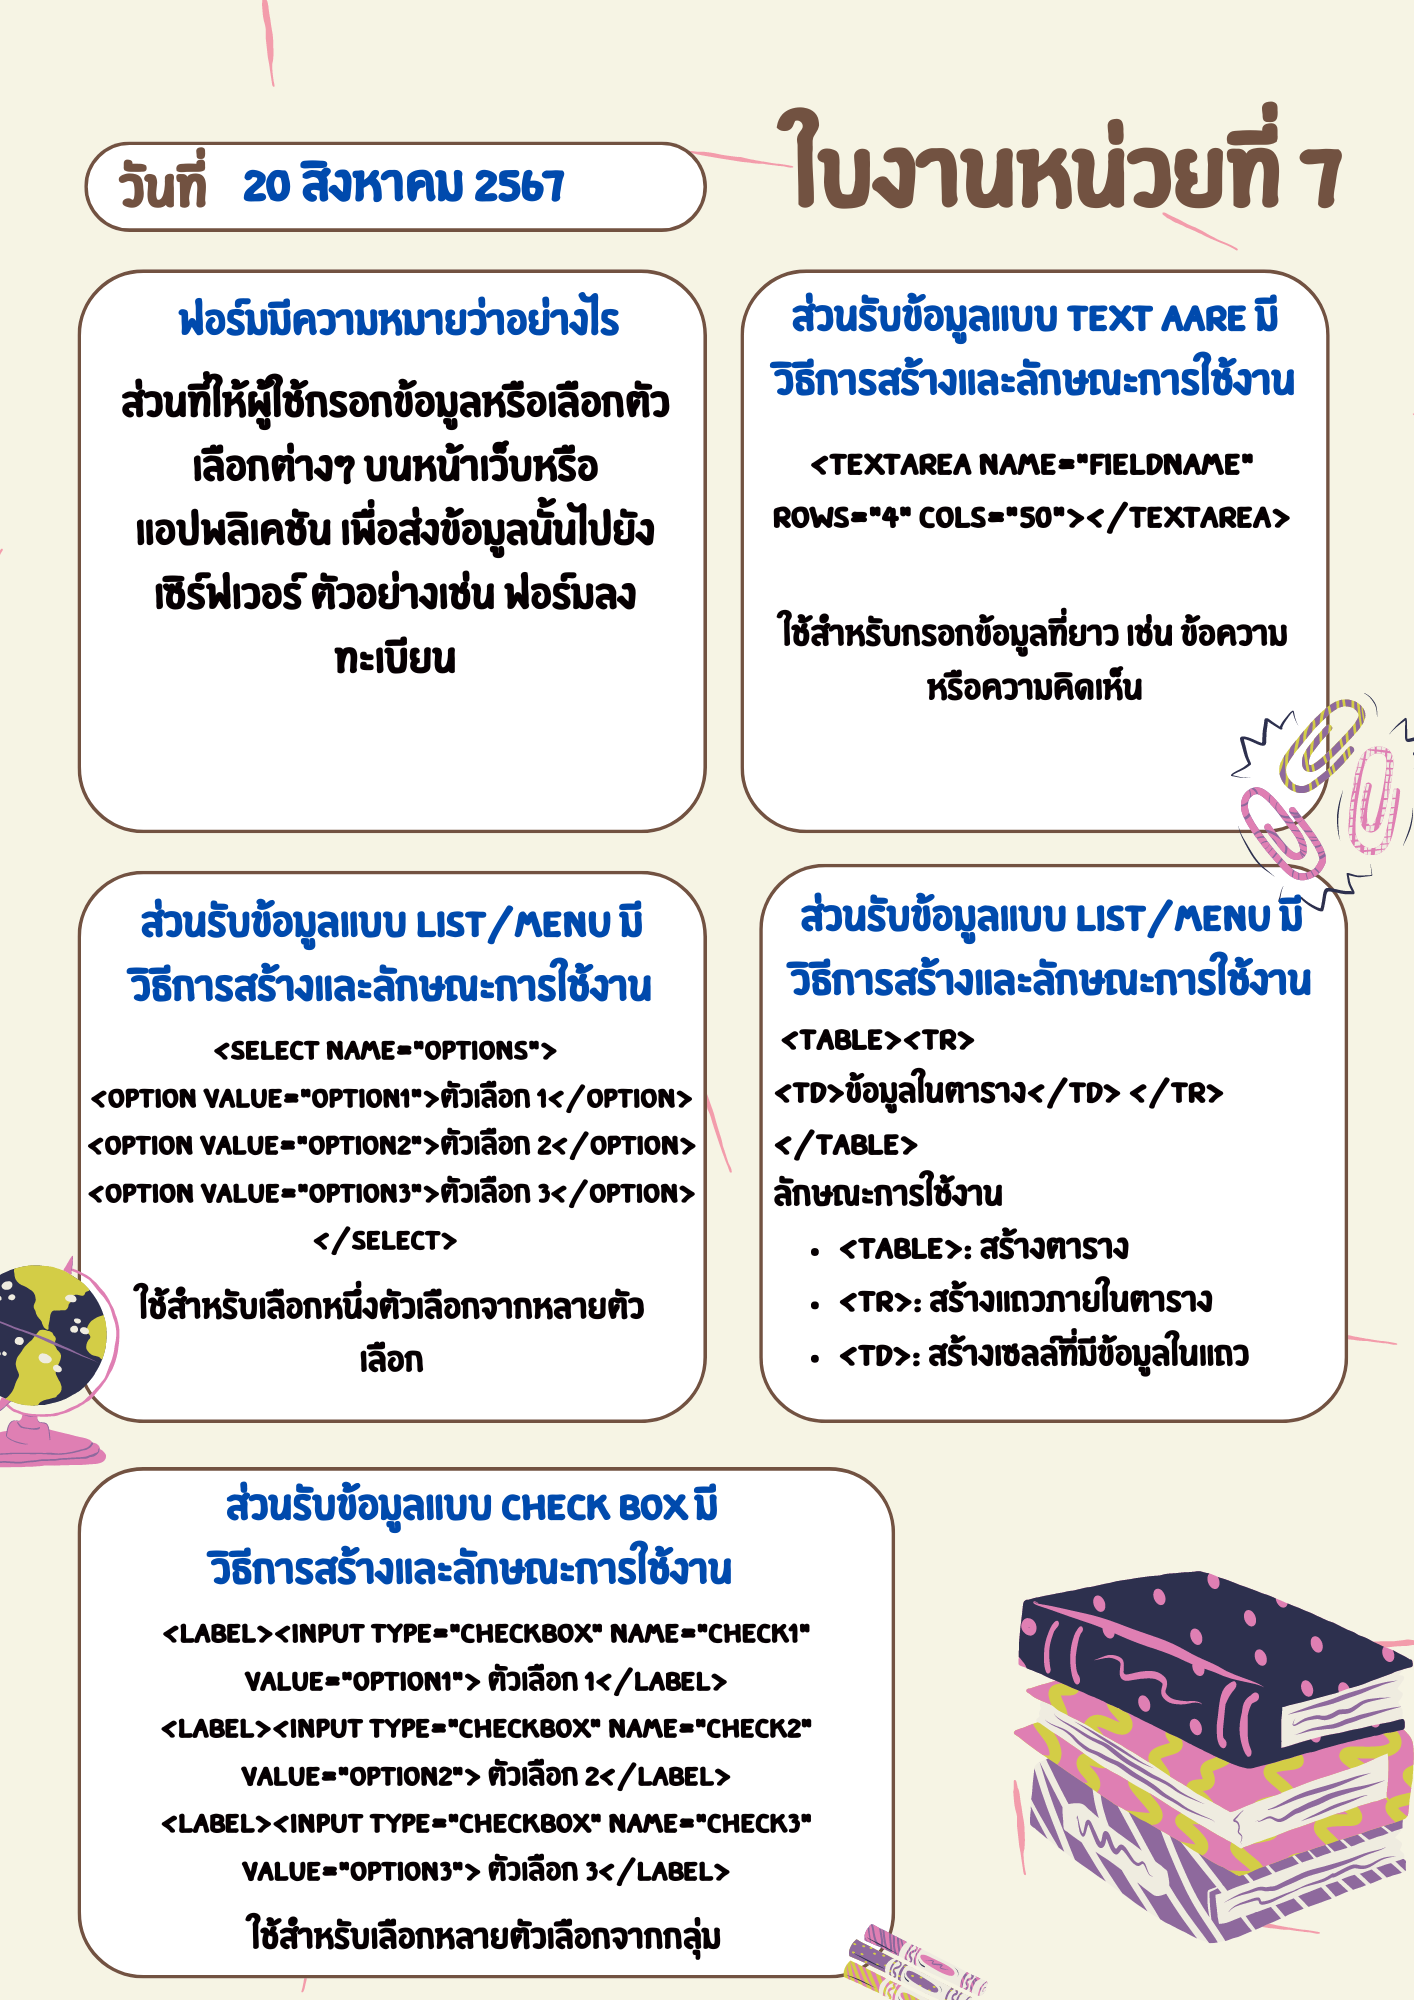 วันที่ 20 สิงหาคม 2567
ใบงานหน่วยที่ 7
ฟอร์มมีความหมายว่าอย่างไร
ส่วนที่ให้ผู้ใช้กรอกข้อมูลหรือเลือกตัว
เลือกต่างๆ บนหน้าเว็บหรือ
แอปพลิเคชัน เพื่อส่งข้อมูลนั้นไปยัง
เซิร์ฟเวอร์ ตัวอย่างเช่น ฟอร์มลง
ทะเบียน
ส่วนรับข้อมูลแบบ TEXT AARE มี
วิธีการสร้างและลักษณะการใช้งาน
<TEXTAREA NAME="FIELDNAME"
ROWS="4" COLS="50"></TEXTAREA>
ใช้สำหรับกรอกข้อมูลที่ยาว เช่น ข้อความ
หรือความคิดเห็น
ส่วนรับข้อมูลแบบ LIST/MENU มี
วิธีการสร้างและลักษณะการใช้งาน
<SELECT NAME="OPTIONS">
<OPTION VALUE="OPTION1">ตัวเลือก 1</OPTION>
<OPTION VALUE="OPTION2">ตัวเลือก 2</OPTION>
<OPTION VALUE="OPTION3">ตัวเลือก 3</OPTION>
</SELECT>
ใช้สำหรับเลือกหนึ่งตัวเลือกจากหลายตัว
เลือก
ส่วนรับข้อมูลแบบ LIST/MENU มี
วิธีการสร้างและลักษณะการใช้งาน
<TABLE><TR>
<TD>ข้อมูลในตาราง</TD> </TR>
</TABLE>
ลักษณะการใช้งาน
• <TABLE>: สร้างตาราง
• <TR>: สร้างแถวภายในตาราง
• <TD>: สร้างเซลล์ที่มีข้อมูลในแถว
ส่วนรับข้อมูลแบบ CHECK BOX มี
วิธีการสร้างและลักษณะการใช้งาน
<LABEL><INPUT TYPE="CHECKBOX" NAME="CHECK1"
VALUE="OPTION1"> ตัวเลือก 1</LABEL>
<LABEL><INPUT TYPE="CHECKBOX" NAME="CHECK2"
VALUE="OPTION2"> ตัวเลือก 2</LABEL>
<LABEL><INPUT TYPE="CHECKBOX" NAME="CHECK3"
VALUE="OPTION3"> ตัวเลือก 3</LABEL>
ใช้สำหรับเลือกหลายตัวเลือกจากกลุ่ม